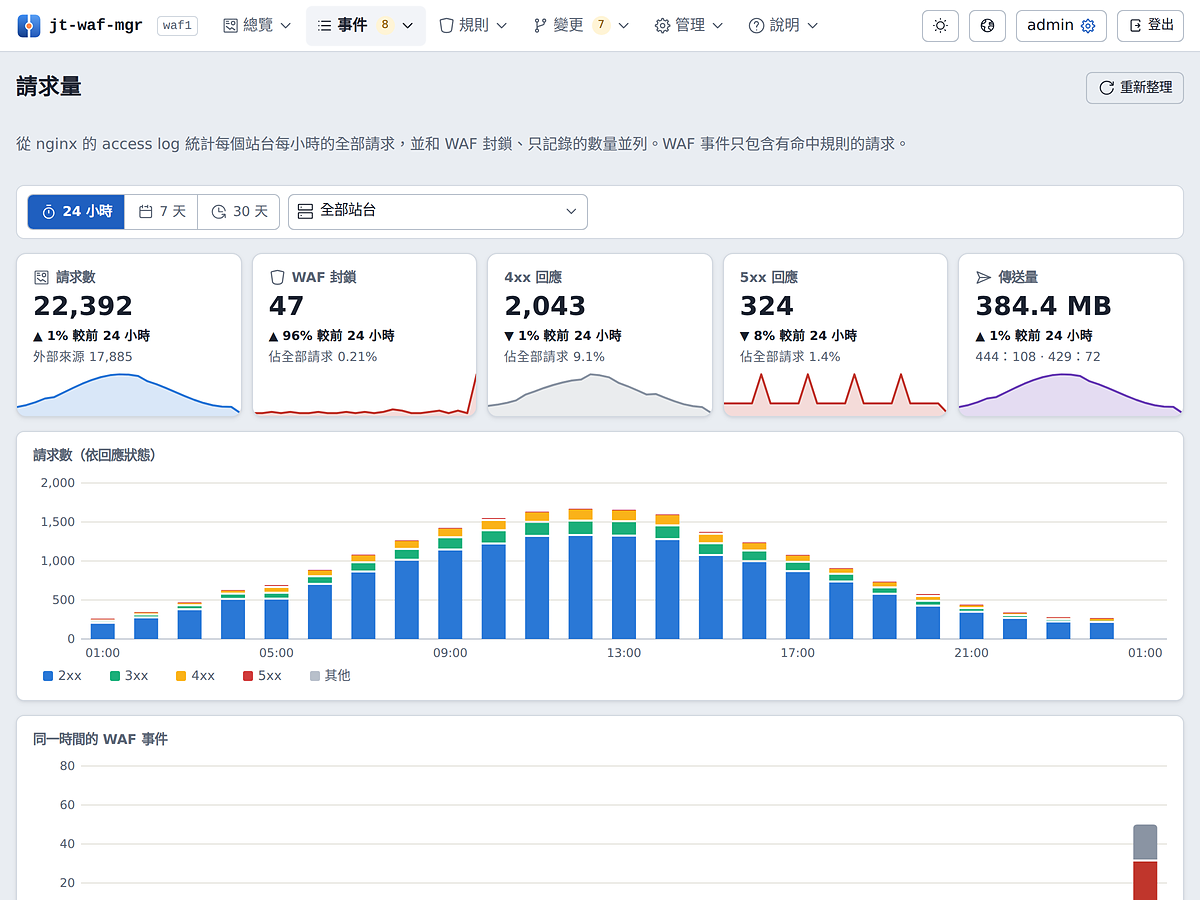 jt-waf-mgr waf1 總覽 事件 8 規則 變更 7 管理 說明 admin 登出
請求量
重新整理
從 nginx 的 access log 統計每個站台每小時的全部請求，並和 WAF 封鎖、只記錄的數量並列。WAF 事件只包含有命中規則的請求。
24 小時 7 天 30 天 全部站台
請求數
22,392
▲ 1% 較前 24 小時
外部來源 17,885
WAF 封鎖
47
▲ 96% 較前 24 小時
佔全部請求 0.21%
4xx 回應
2,043
▼ 1% 較前 24 小時
佔全部請求 9.1%
5xx 回應
324
▼ 8% 較前 24 小時
佔全部請求 1.4%
傳送量
384.4 MB
▲ 1% 較前 24 小時
444：108 · 429：72
請求數（依回應狀態）
2,000
1,500
1,000
500
0
01:00 05:00 09:00 13:00 17:00 21:00 01:00
2xx 3xx 4xx 5xx 其他
同一時間的 WAF 事件
80
60
40
20